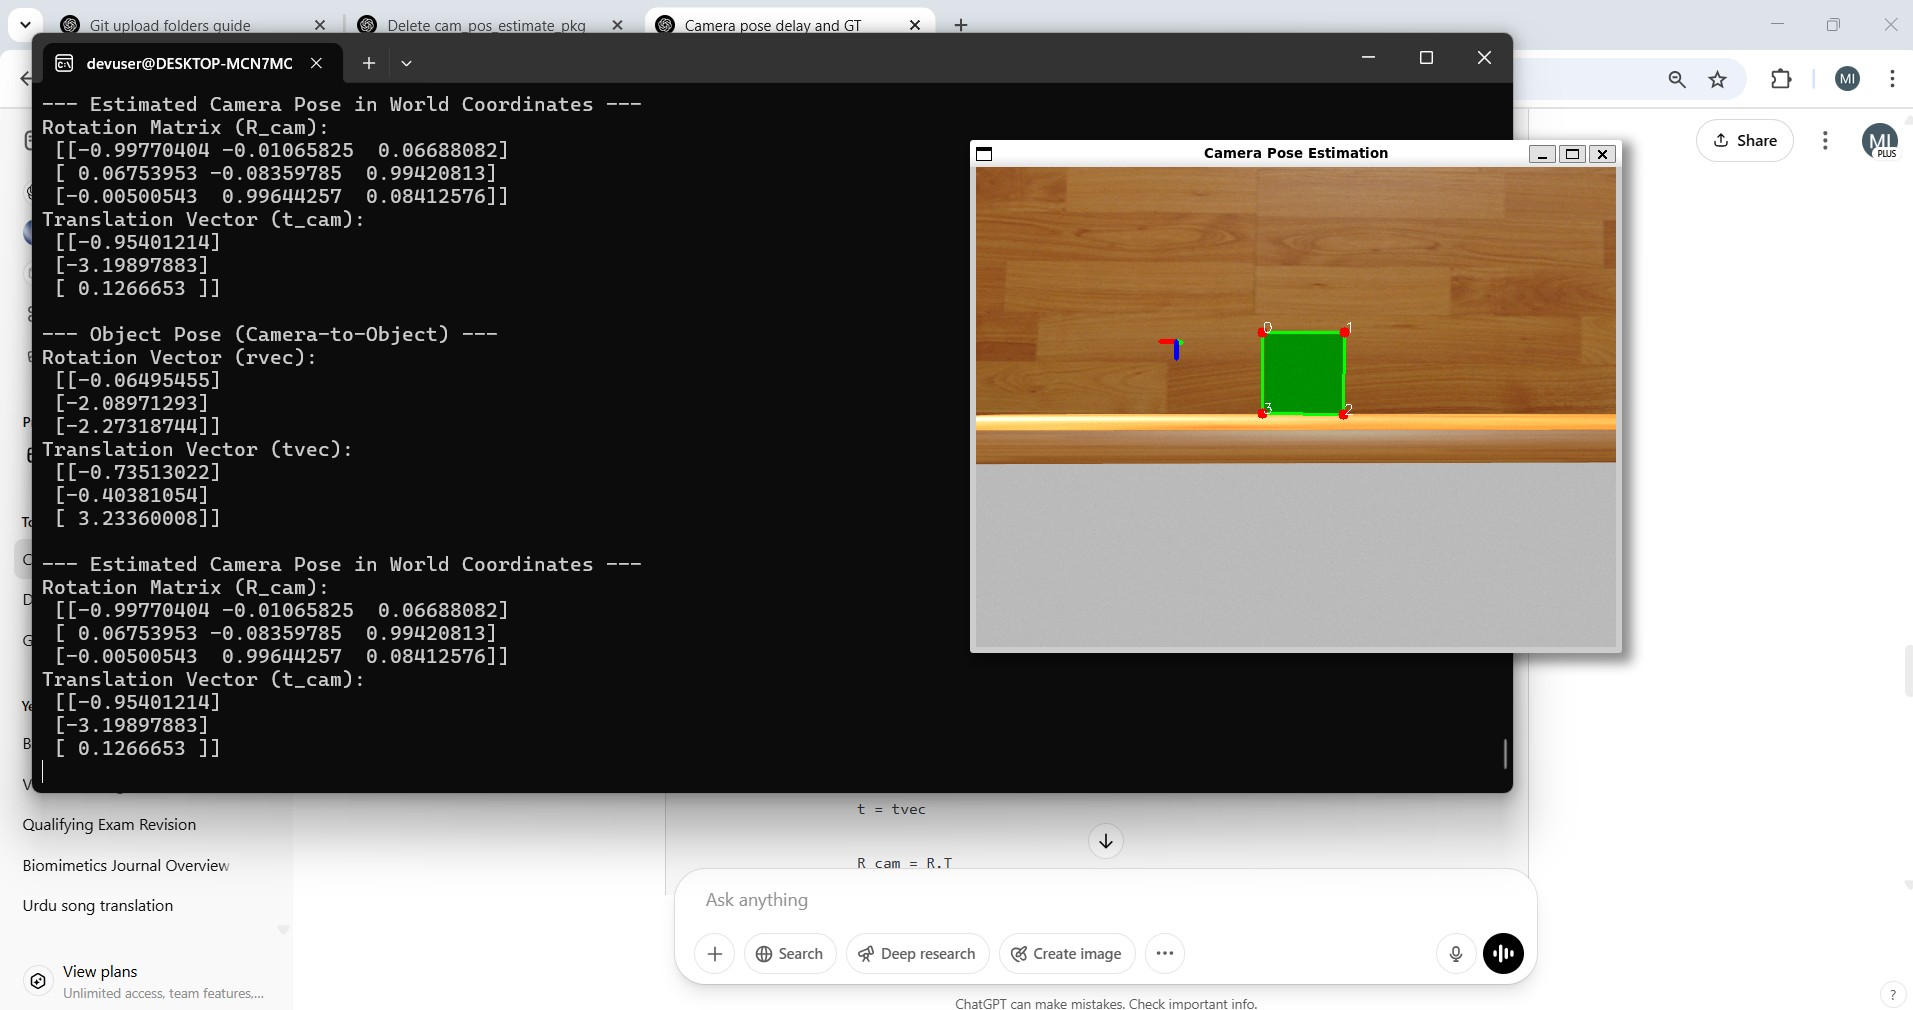 Git upload folders guide
Delete cam_pos_estimate_pkg
Camera pose delay and GT
devuser@DESKTOP-MCN7MC
MI
Share
MI
PLUS
--- Estimated Camera Pose in World Coordinates ---
Rotation Matrix (R_cam):
[[-0.99770404 -0.01065825  0.06688082]
[ 0.06753953 -0.08359785  0.99420813]
[-0.00500543  0.99644257  0.08412576]]
Translation Vector (t_cam):
[[-0.95401214]
[-3.19897883]
[ 0.1266653 ]]
--- Object Pose (Camera-to-Object) ---
Rotation Vector (rvec):
[[-0.06495455]
[-2.08971293]
[-2.27318744]]
Translation Vector (tvec):
[[-0.73513022]
[-0.40381054]
[ 3.23360008]]
--- Estimated Camera Pose in World Coordinates ---
Rotation Matrix (R_cam):
[[-0.99770404 -0.01065825  0.06688082]
[ 0.06753953 -0.08359785  0.99420813]
[-0.00500543  0.99644257  0.08412576]]
Translation Vector (t_cam):
[[-0.95401214]
[-3.19897883]
[ 0.1266653 ]]
Camera Pose Estimation
0 1
3 2
Qualifying Exam Revision
Biomimetics Journal Overview
Urdu song translation
View plans
Unlimited access, team features,...
t = tvec
R_cam = R.T
Ask anything
Search
Deep research
Create image
ChatGPT can make mistakes. Check important info.
?